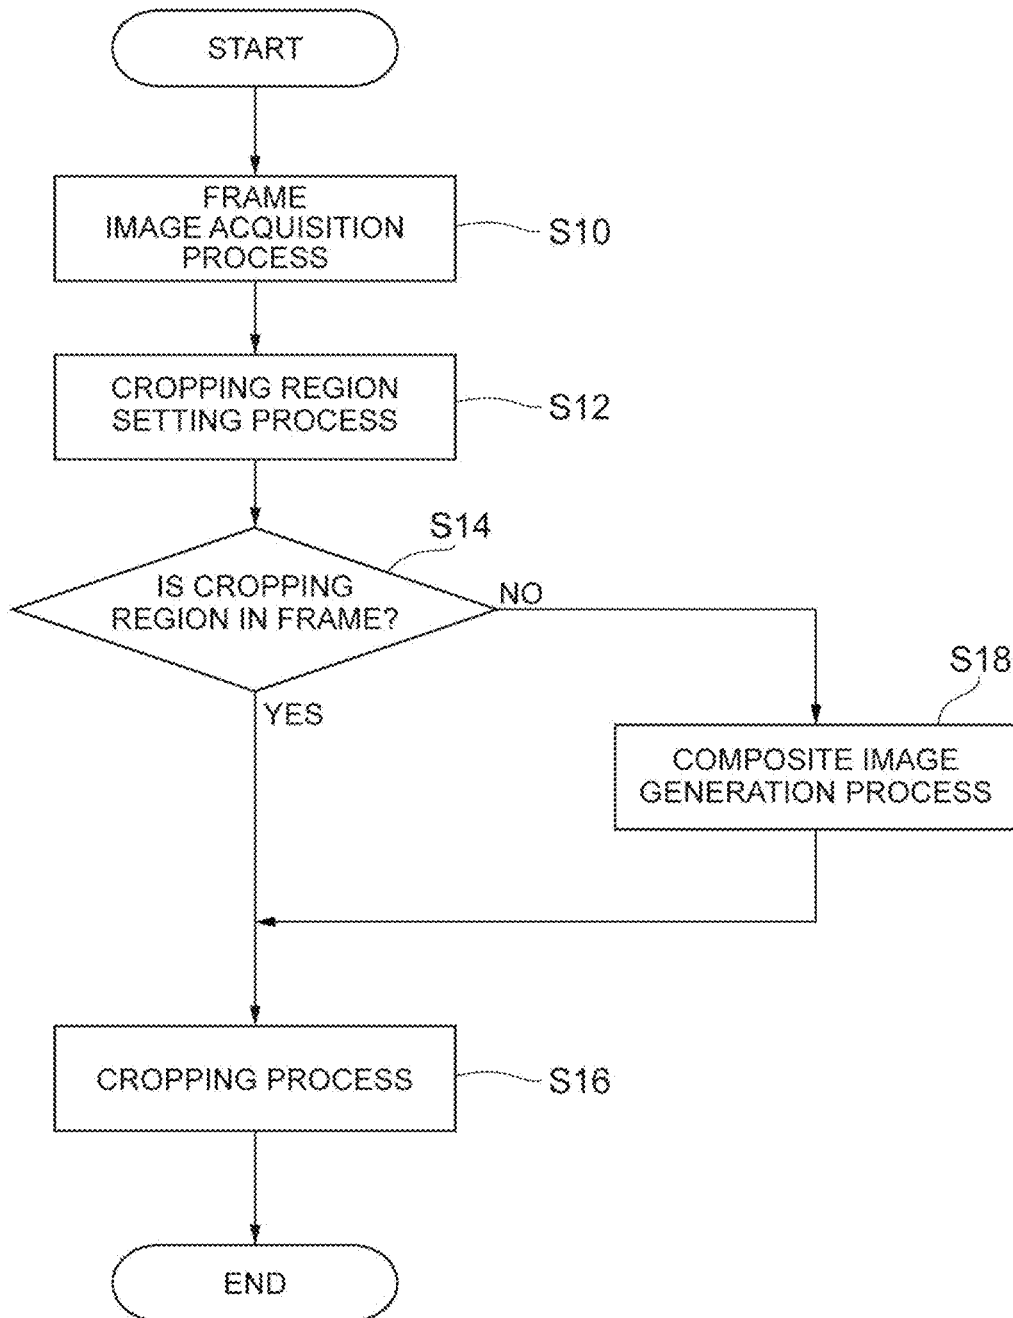 START
FRAME
IMAGE ACQUISITION
PROCESS
S10
CROPPING REGION
SETTING PROCESS
S12
S14
IS CROPPING
REGION IN FRAME?
NO
YES
S18
COMPOSITE IMAGE
GENERATION PROCESS
CROPPING PROCESS
S16
END